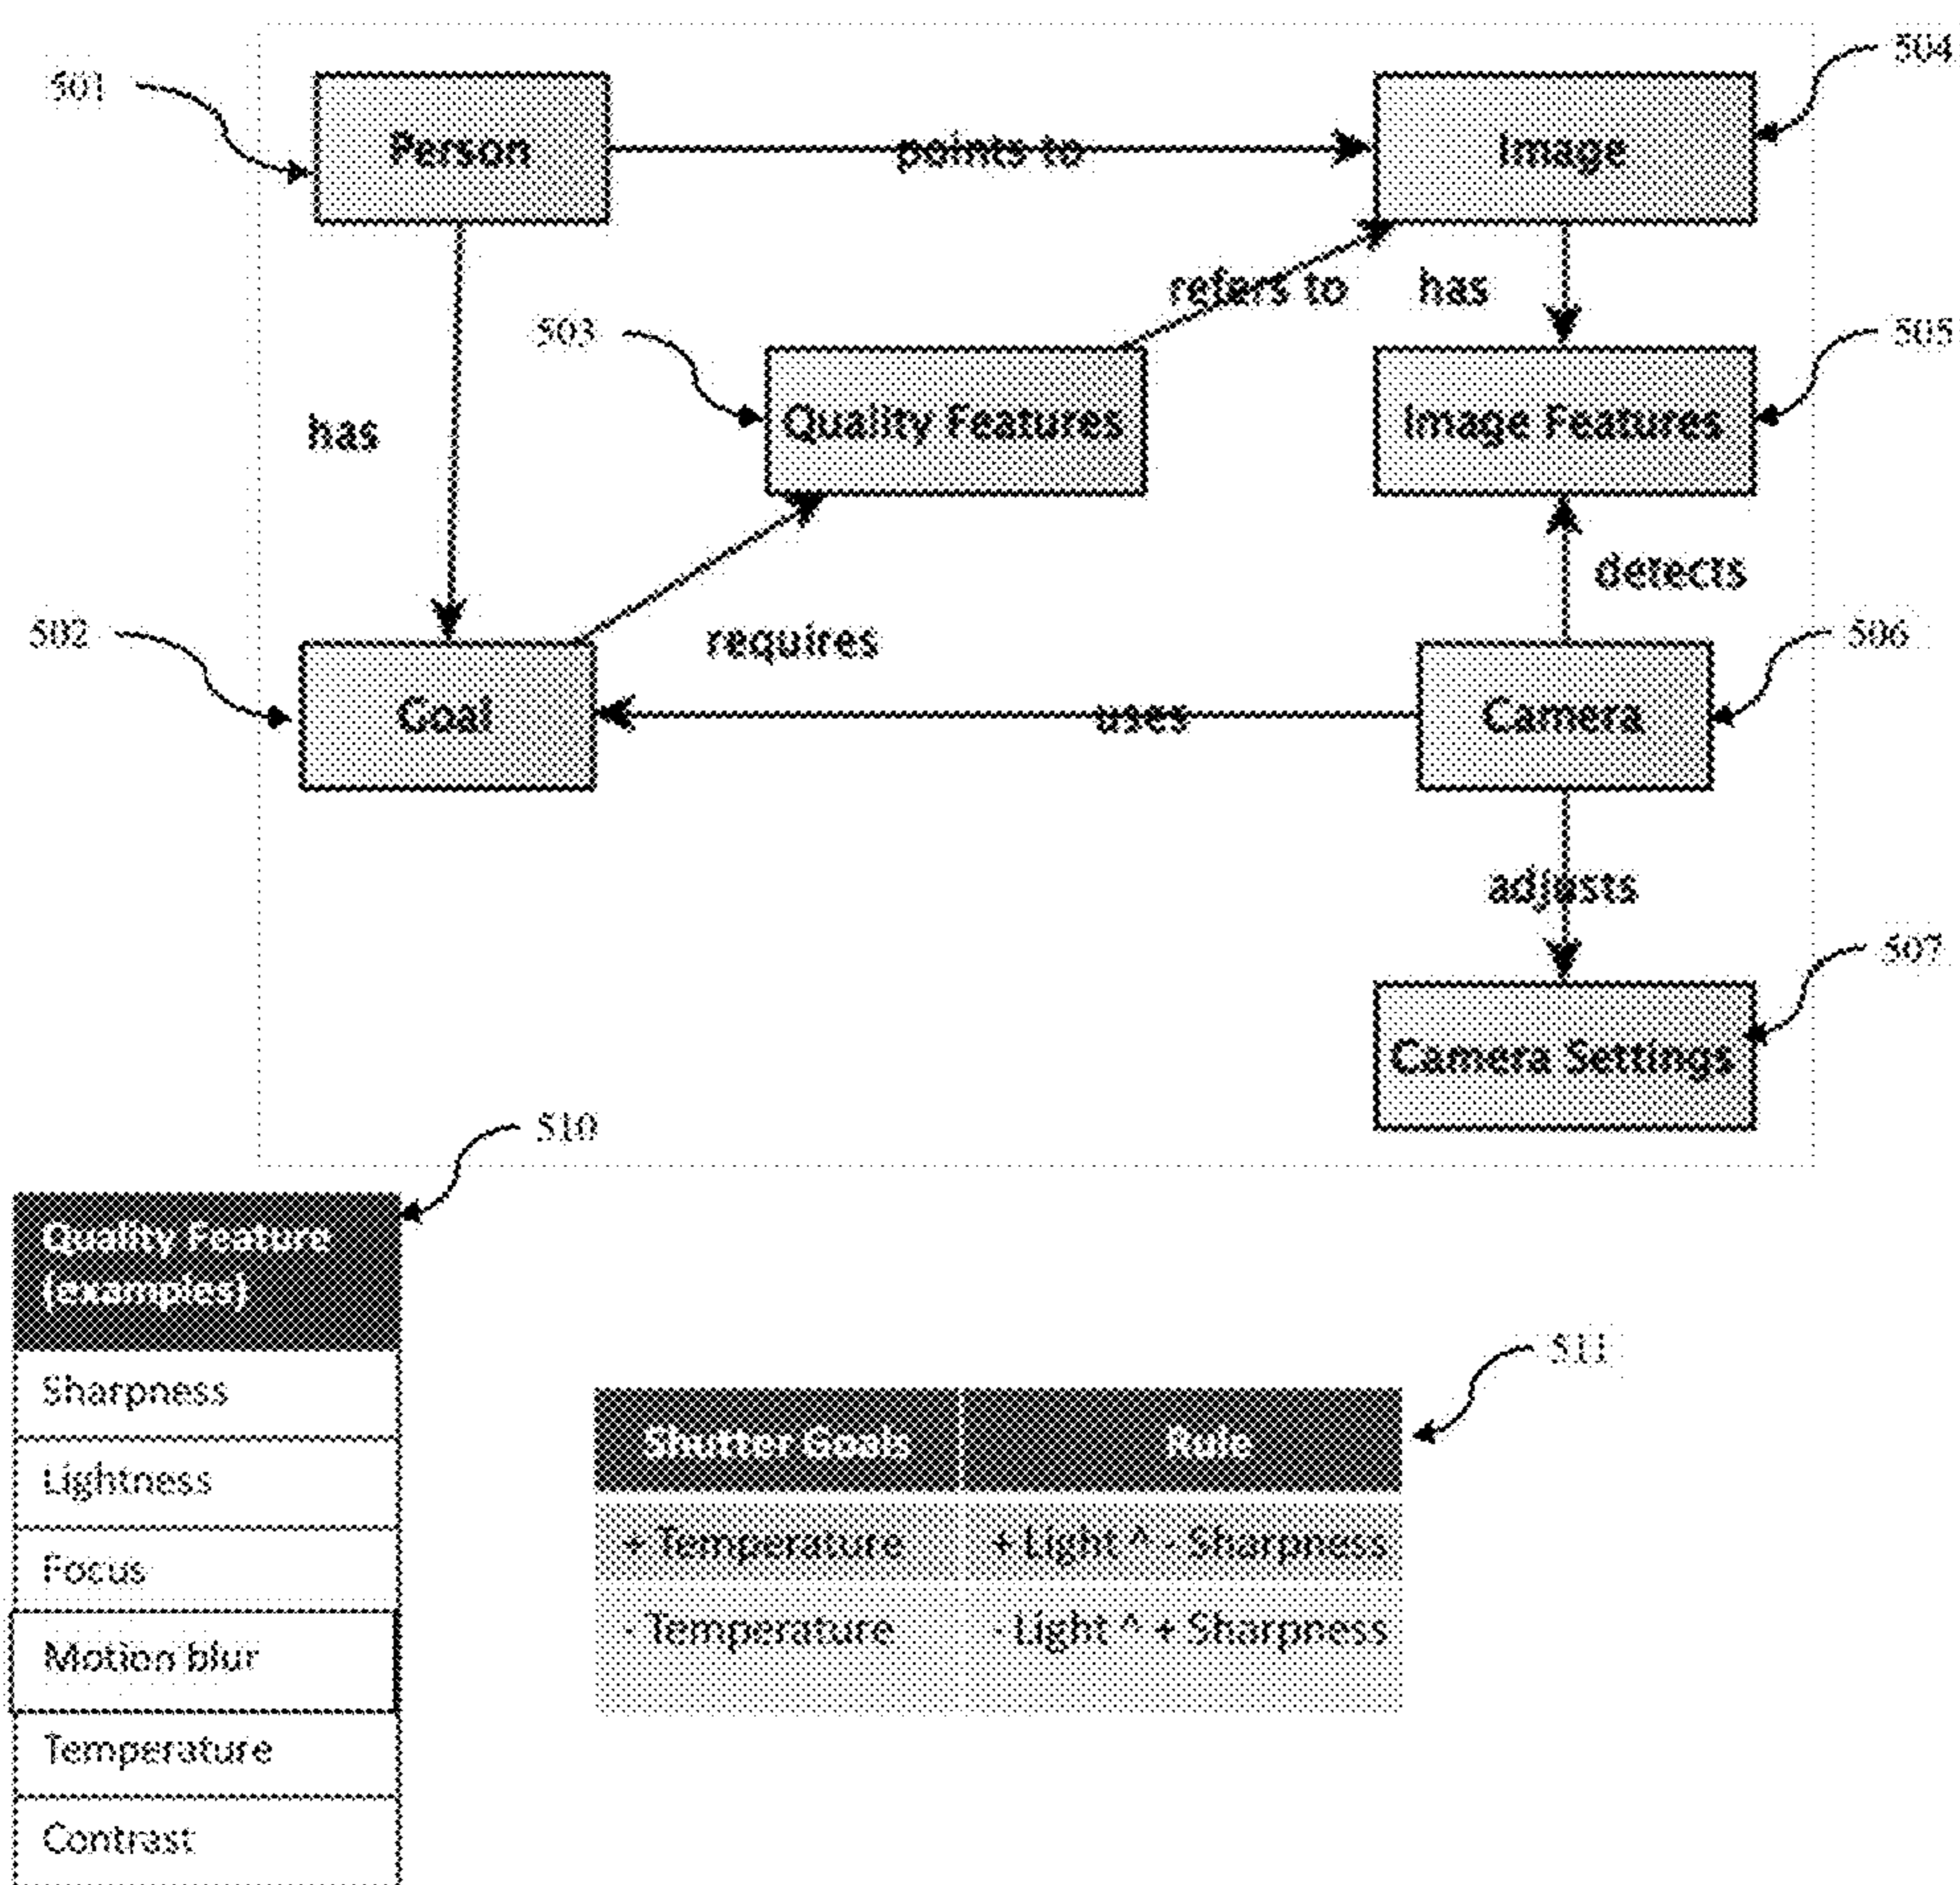 504
501
Person
points to
Image
refers to
has
503
505
Quality Features
Image Features
has
detects
502
requires
506
Goal
uses
Camera
adjusts
507
Camera Settings
510
Quality Feature
(examples)
Sharpness
Lightness
Focus
Motion blur
Temperature
Contrast
511
Shutter Goals
Rule
+ Temperature
+ Light ^ - Sharpness
- Temperature
- Light ^ + Sharpness